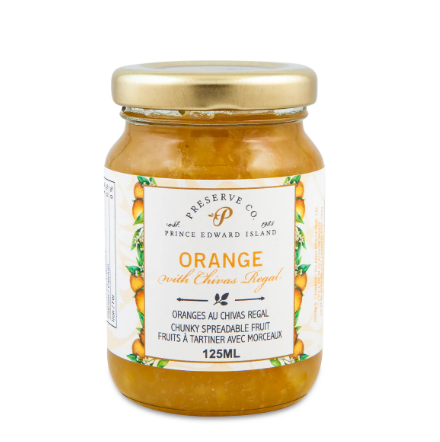 PRESERVE CO.
P
estd. 1985
PRINCE EDWARD ISLAND
ORANGE
with Chivas Regal
ORANGES AU CHIVAS REGAL
CHUNKY SPREADABLE FRUIT
FRUITS À TARTINER AVEC MORCEAUX
125ML